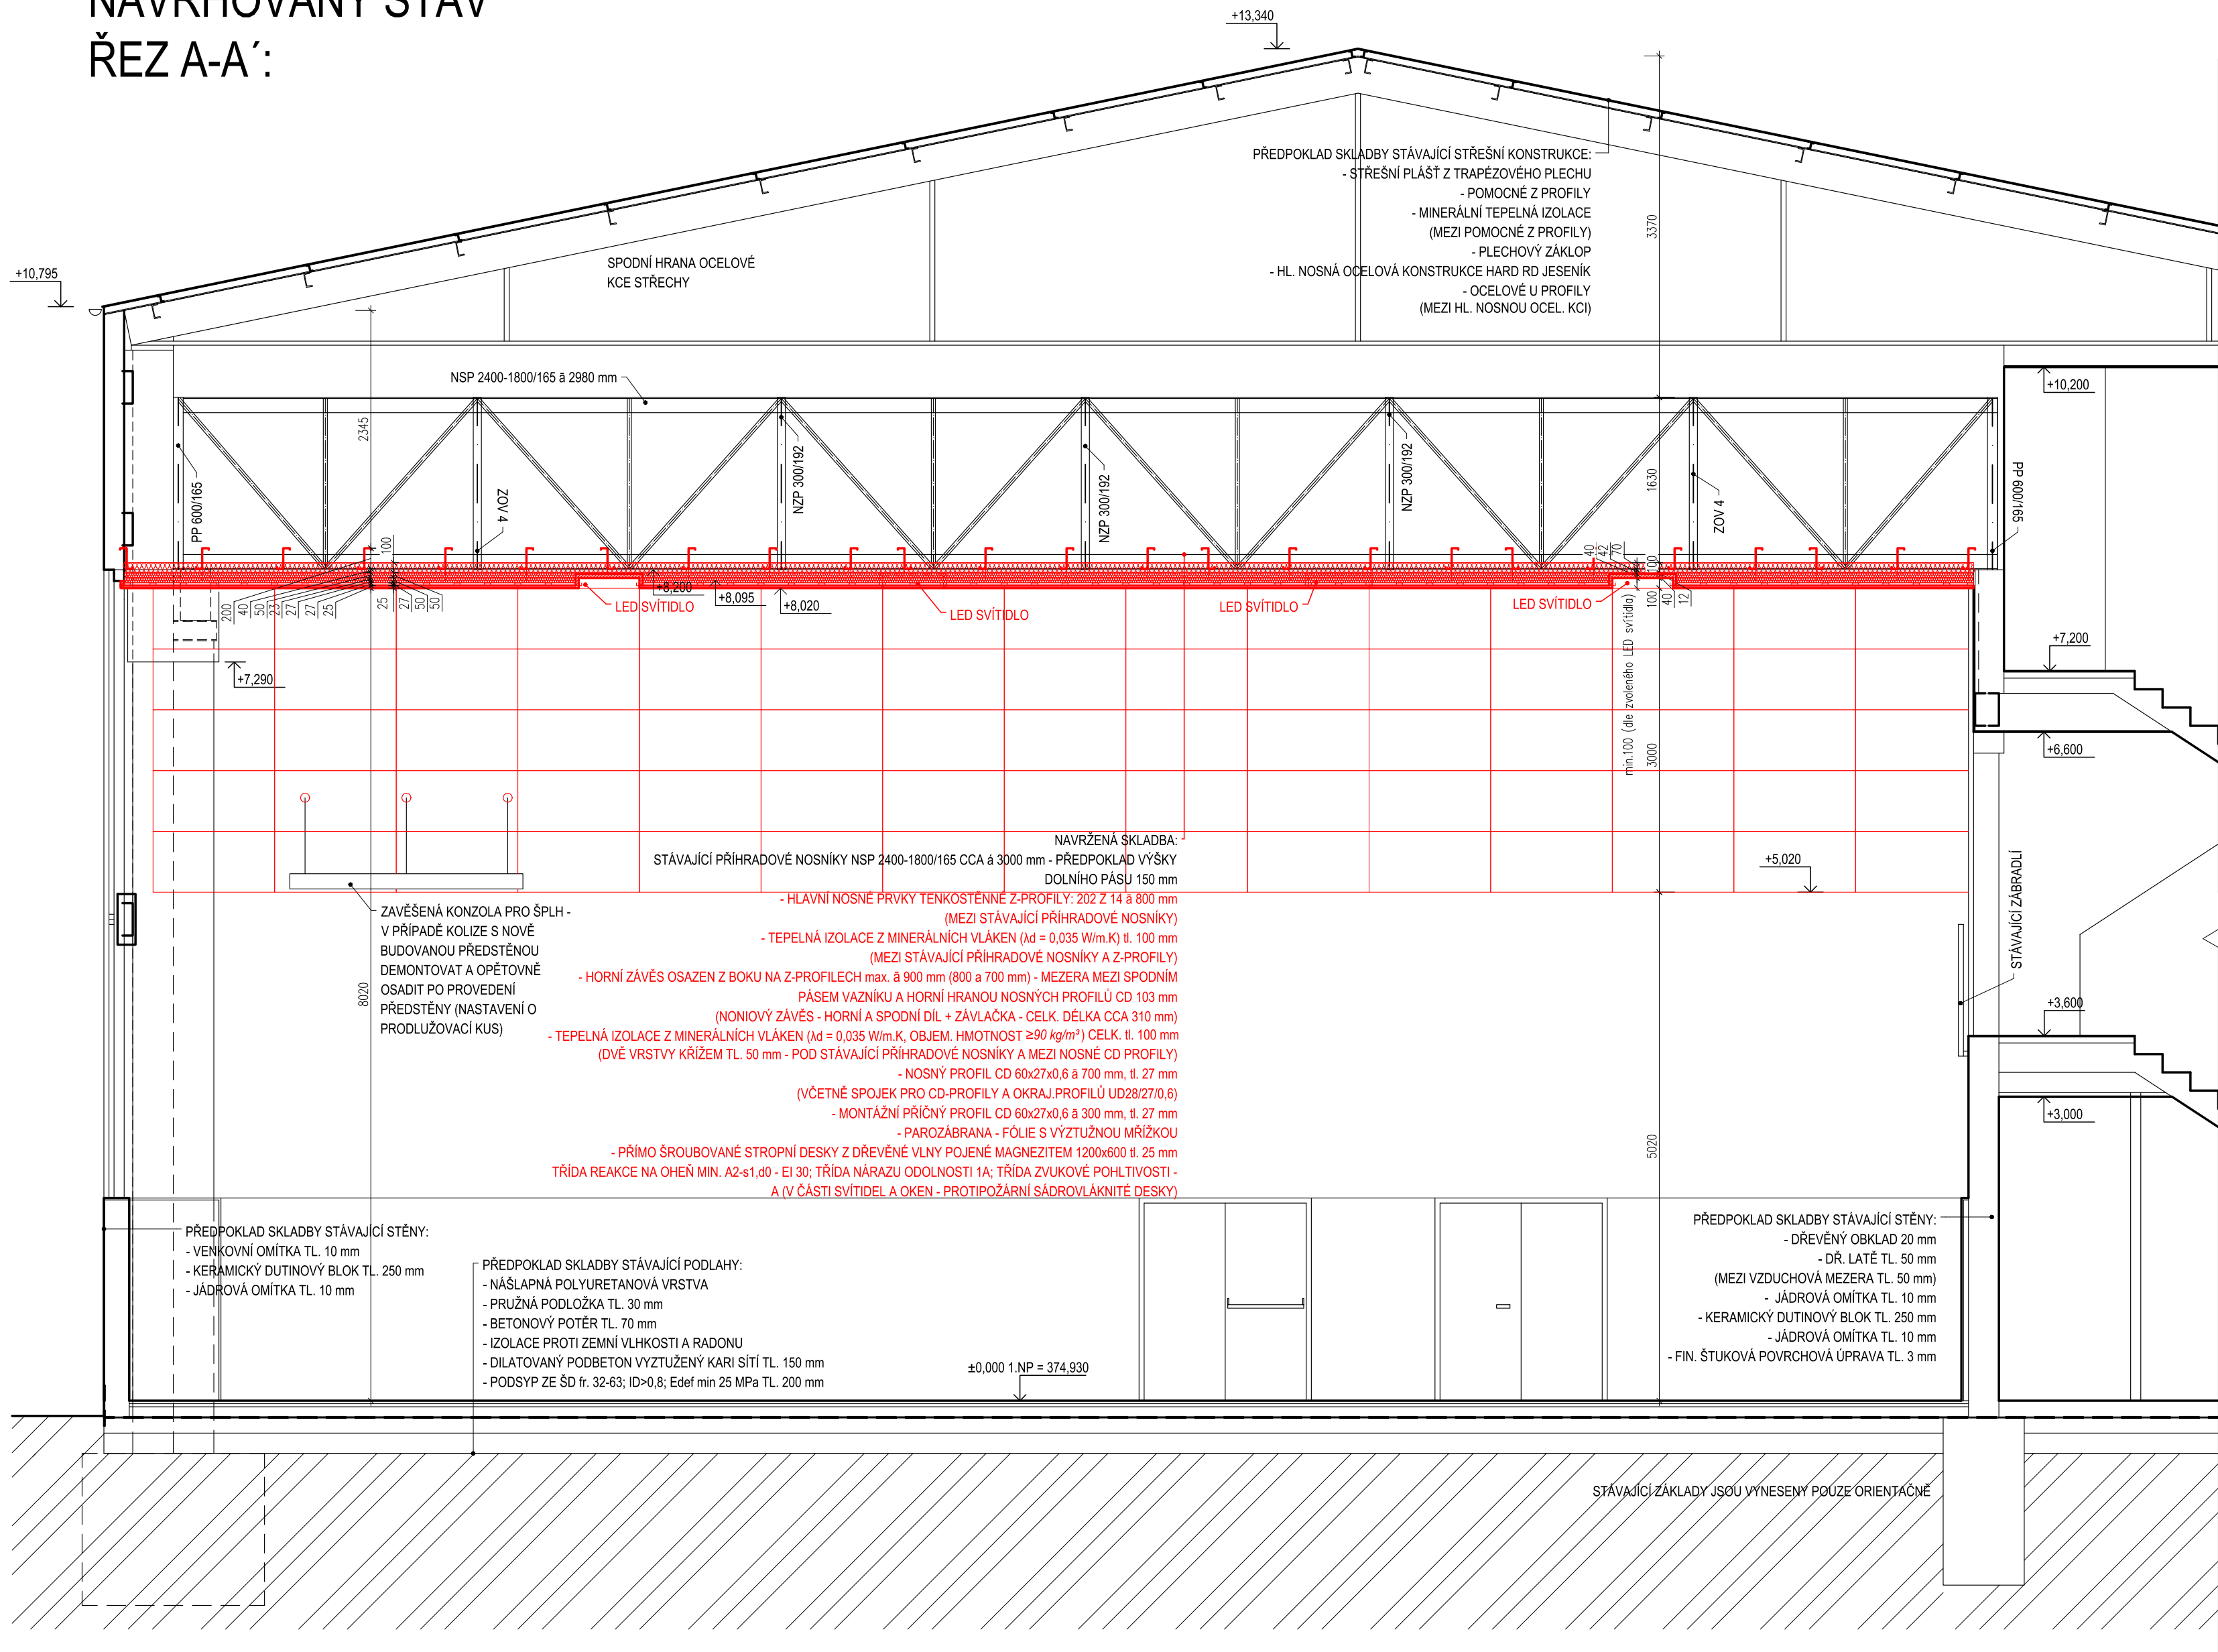 NAVRHOVANÝ STAV
ŘEZ A-A´:
+13,340
+10,795
PŘEDPOKLAD SKLADBY STÁVAJÍCÍ STŘEŠNÍ KONSTRUKCE:
- STŘEŠNÍ PLÁŠŤ Z TRAPÉZOVÉHO PLECHU
- POMOCNÉ Z PROFILY
- MINERÁLNÍ TEPELNÁ IZOLACE
(MEZI POMOCNÉ Z PROFILY)
- PLECHOVÝ ZÁKLOP
- HL. NOSNÁ OCELOVÁ KONSTRUKCE HARD RD JESENÍK
- OCELOVÉ U PROFILY
(MEZI HL. NOSNOU OCEL. KCI)
3370
SPODNÍ HRANA OCELOVÉ
KCE STŘECHY
NSP 2400-1800/165 ā 2980 mm
2345
+10,200
PP 600/165
ZOV 4
NZP 300/192
NZP 300/192
NZP 300/192
1630
ZOV 4
PP 600/165
100
40
42
70
100
200
40
50
23
27
27
25
25
27
50
50
LED SVÍTIDLO
+8,200
+8,095
+8,020
LED SVÍTIDLO
LED SVÍTIDLO
LED SVÍTIDLO
min.100 (dle zvoleného LED svítidla)
100
40
12
+7,290
+7,200
+6,600
3000
+5,020
NAVRŽENÁ SKLADBA:
STÁVAJÍCÍ PŘÍHRADOVÉ NOSNÍKY NSP 2400-1800/165 CCA á 3000 mm - PŘEDPOKLAD VÝŠKY
DOLNÍHO PÁSU 150 mm
- HLAVNÍ NOSNÉ PRVKY TENKOSTĚNNÉ Z-PROFILY: 202 Z 14 ā 800 mm
(MEZI STÁVAJÍCÍ PŘÍHRADOVÉ NOSNÍKY)
- TEPELNÁ IZOLACE Z MINERÁLNÍCH VLÁKEN (λd = 0,035 W/m.K) tl. 100 mm
(MEZI STÁVAJÍCÍ PŘÍHRADOVÉ NOSNÍKY A Z-PROFILY)
- HORNÍ ZÁVĚS OSAZEN Z BOKU NA Z-PROFILECH max. ā 900 mm (800 a 700 mm) - MEZERA MEZI SPODNÍM
PÁSEM VAZNÍKU A HORNÍ HRANOU NOSNÝCH PROFILŮ CD 103 mm
(NONIOVÝ ZÁVĚS - HORNÍ A SPODNÍ DÍL + ZÁVLAČKA - CELK. DÉLKA CCA 310 mm)
- TEPELNÁ IZOLACE Z MINERÁLNÍCH VLÁKEN (λd = 0,035 W/m.K, OBJEM. HMOTNOST ≥90 kg/m³) CELK. tl. 100 mm
(DVĚ VRSTVY KŘÍŽEM TL. 50 mm - POD STÁVAJÍCÍ PŘÍHRADOVÉ NOSNÍKY A MEZI NOSNÉ CD PROFILY)
- NOSNÝ PROFIL CD 60x27x0,6 ā 700 mm, tl. 27 mm
(VČETNĚ SPOJEK PRO CD-PROFILY A OKRAJ.PROFILŮ UD28/27/0,6)
- MONTÁŽNÍ PŘÍČNÝ PROFIL CD 60x27x0,6 ā 300 mm, tl. 27 mm
- PAROZÁBRANA - FÓLIE S VÝZTUŽNOU MŘÍŽKOU
- PŘÍMO ŠROUBOVANÉ STROPNÍ DESKY Z DŘEVĚNÉ VLNY POJENÉ MAGNEZITEM 1200x600 tl. 25 mm
TŘÍDA REAKCE NA OHEŇ MIN. A2-s1,d0 - EI 30; TŘÍDA NÁRAZU ODOLNOSTI 1A; TŘÍDA ZVUKOVÉ POHLTIVOSTI -
A (V ČÁSTI SVÍTIDEL A OKEN - PROTIPOŽÁRNÍ SÁDROVLÁKNITÉ DESKY)
ZAVĚŠENÁ KONZOLA PRO ŠPLH -
V PŘÍPADĚ KOLIZE S NOVĚ
BUDOVANOU PŘEDSTĚNOU
DEMONTOVAT A OPĚTOVNĚ
OSADIT PO PROVEDENÍ
PŘEDSTĚNY (NASTAVENÍ O
PRODLUŽOVACÍ KUS)
8020
STÁVAJÍCÍ ZÁBRADLÍ
+3,600
+3,000
5020
PŘEDPOKLAD SKLADBY STÁVAJÍCÍ STĚNY:
- VENKOVNÍ OMÍTKA TL. 10 mm
- KERAMICKÝ DUTINOVÝ BLOK TL. 250 mm
- JÁDROVÁ OMÍTKA TL. 10 mm
PŘEDPOKLAD SKLADBY STÁVAJÍCÍ PODLAHY:
- NÁŠLAPNÁ POLYURETANOVÁ VRSTVA
- PRUŽNÁ PODLOŽKA TL. 30 mm
- BETONOVÝ POTĚR TL. 70 mm
- IZOLACE PROTI ZEMNÍ VLHKOSTI A RADONU
- DILATOVANÝ PODBETON VYZTUŽENÝ KARI SÍTÍ TL. 150 mm
- PODSYP ZE ŠD fr. 32-63; ID>0,8; Edef min 25 MPa TL. 200 mm
±0,000 1.NP = 374,930
PŘEDPOKLAD SKLADBY STÁVAJÍCÍ STĚNY:
- DŘEVĚNÝ OBKLAD 20 mm
- DŘ. LATĚ TL. 50 mm
(MEZI VZDUCHOVÁ MEZERA TL. 50 mm)
- JÁDROVÁ OMÍTKA TL. 10 mm
- KERAMICKÝ DUTINOVÝ BLOK TL. 250 mm
- JÁDROVÁ OMÍTKA TL. 10 mm
- FIN. ŠTUKOVÁ POVRCHOVÁ ÚPRAVA TL. 3 mm
STÁVAJÍCÍ ZÁKLADY JSOU VYNESENY POUZE ORIENTAČNĚ